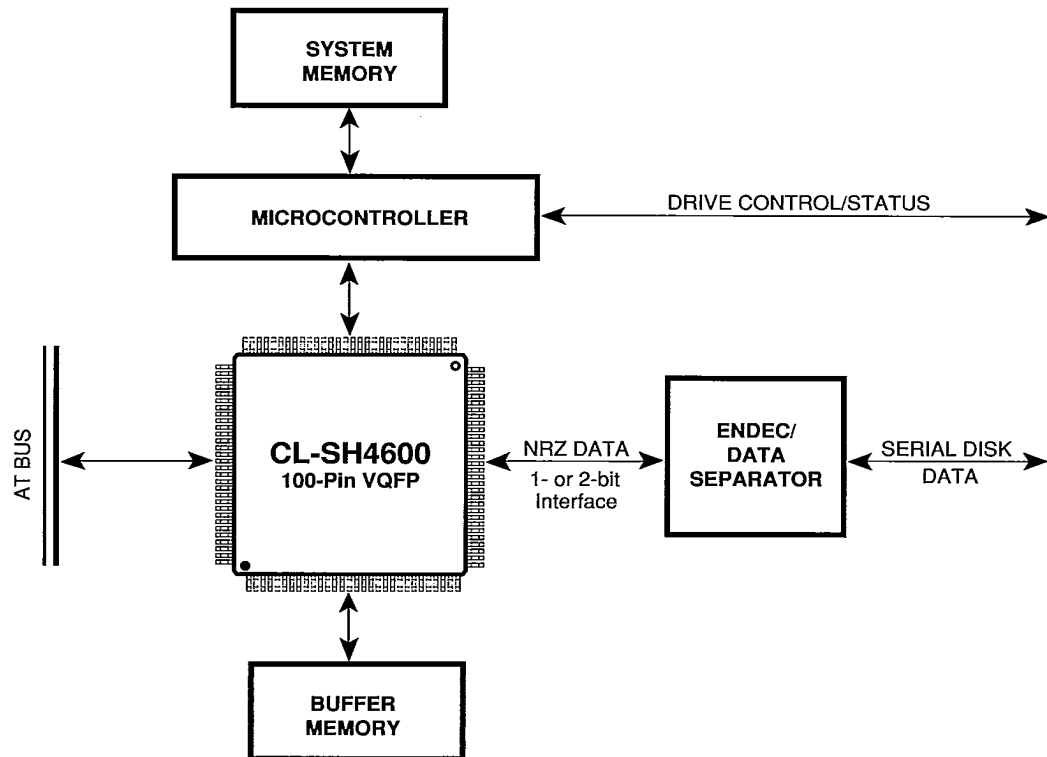 SYSTEM
MEMORY
MICROCONTROLLER
DRIVE CONTROL/STATUS
AT BUS
CL-SH4600
100-Pin VQFP
NRZ DATA
1- or 2-bit
Interface
ENDEC/
DATA
SEPARATOR
SERIAL DISK
DATA
BUFFER
MEMORY